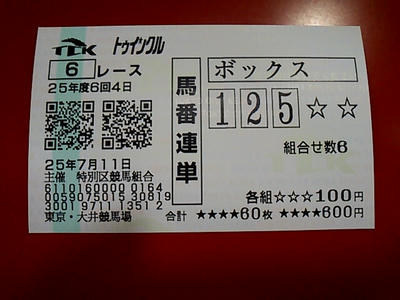 TCK トゥインクル
6 レース
25年度6回4日
25年7月11日
主催 特別区競馬組合
6110160000 0164
0059075015 30819
3001 9711 1351 2
東京・大井競馬場
馬番連単
ボックス
1 2 5 ☆ ☆
組合せ数6
各組☆☆☆100円
合計 ★★★★60枚 ★★★★600円